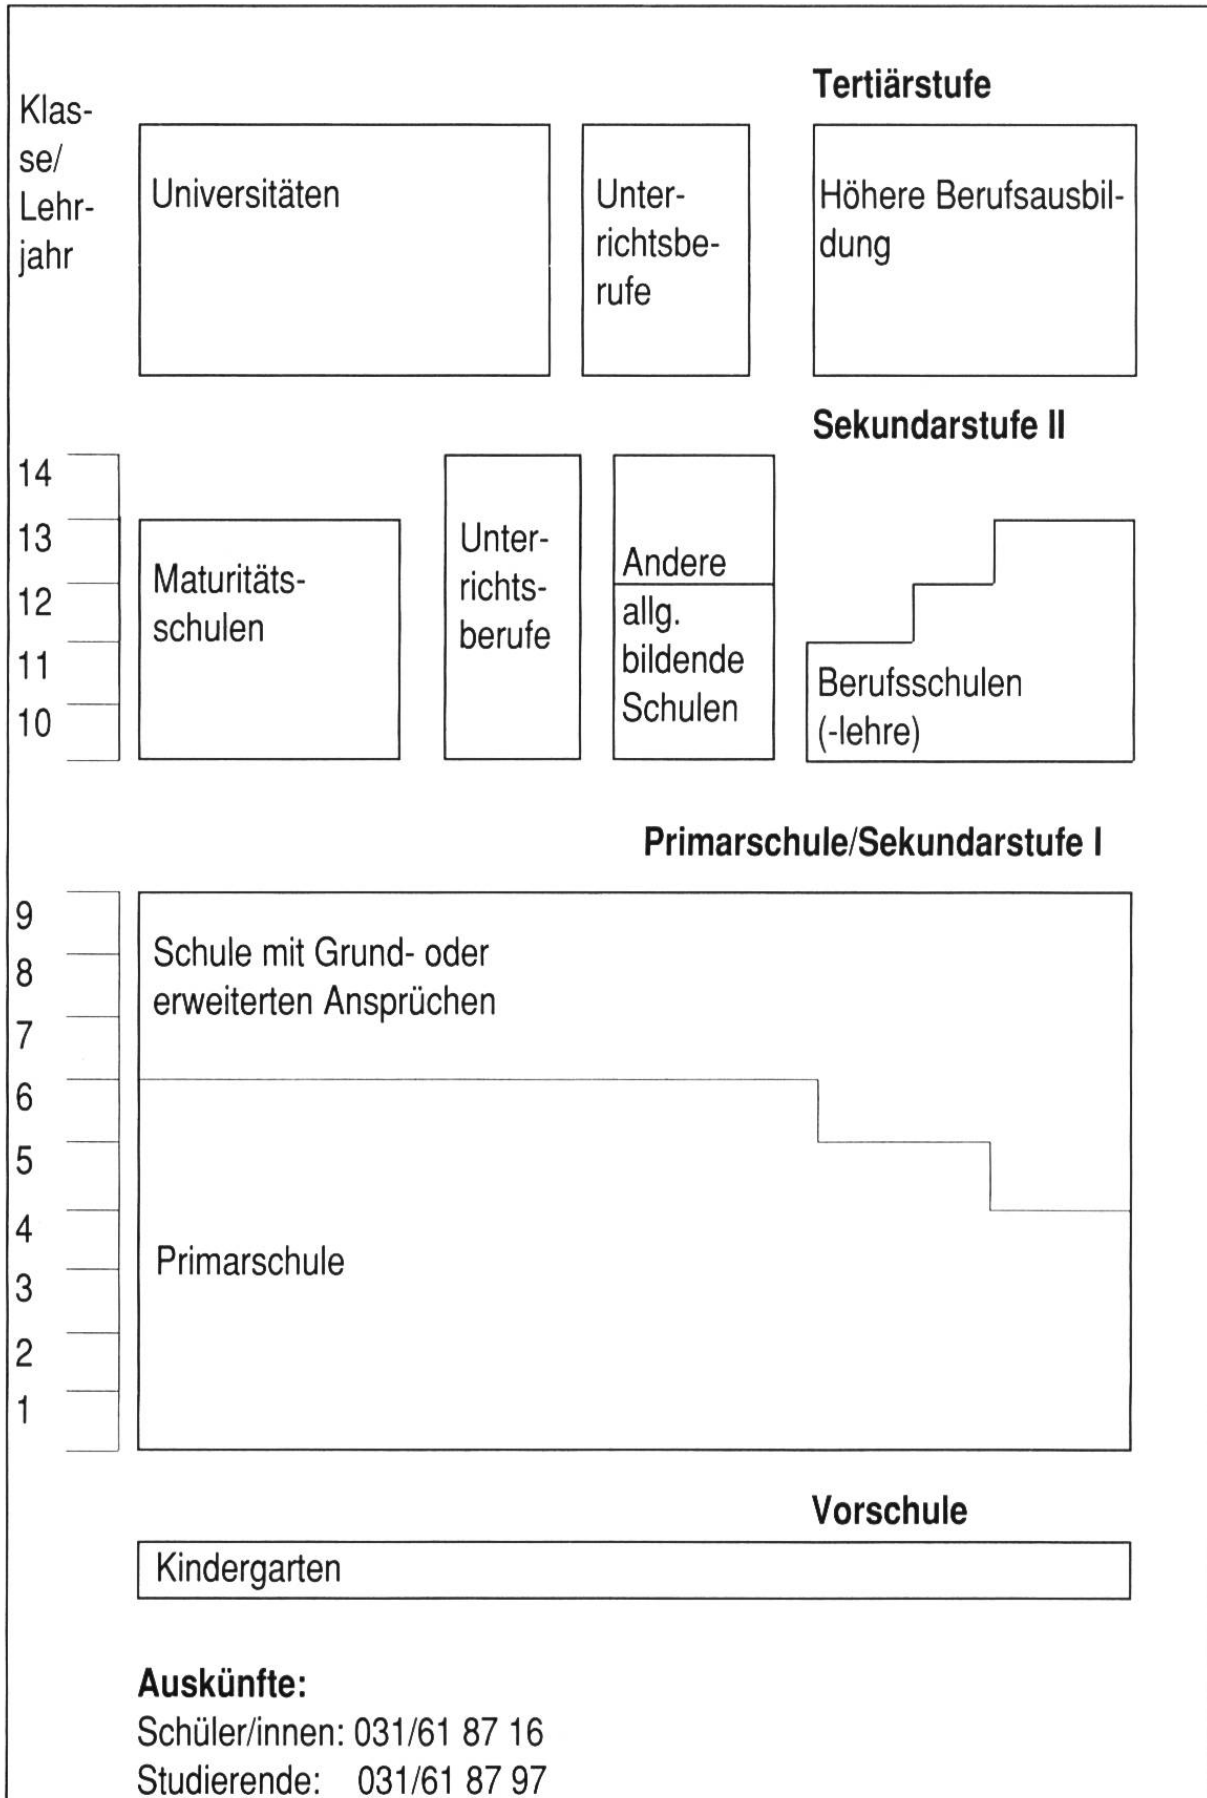 Klas-
se/
Lehr-
jahr
Tertiärstufe
Universitäten
Unter-
richtsbe-
rufe
Höhere Berufsausbil-
dung
Sekundarstufe II
14
13
12
11
10
Maturitäts-
schulen
Unter-
richts-
berufe
Andere
allg.
bildende
Schulen
Berufsschulen
(-lehre)
Primarschule/Sekundarstufe I
9
8
7
6
5
4
3
2
1
Schule mit Grund- oder
erweiterten Ansprüchen
Primarschule
Vorschule
Kindergarten
Auskünfte:
Schüler/innen: 031/61 87 16
Studierende: 031/61 87 97